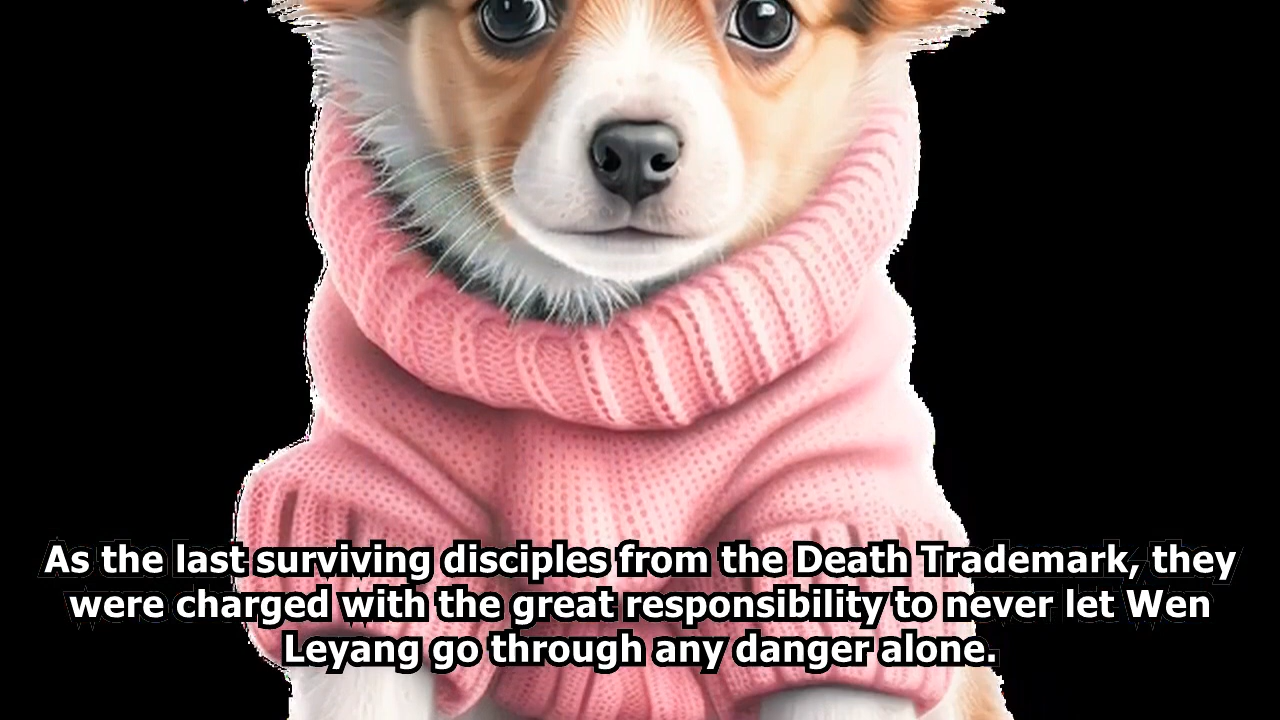 As the last surviving disciples from the Death Trademark, they
were charged with the great responsibility to never let Wen
Leyang go through any danger alone.